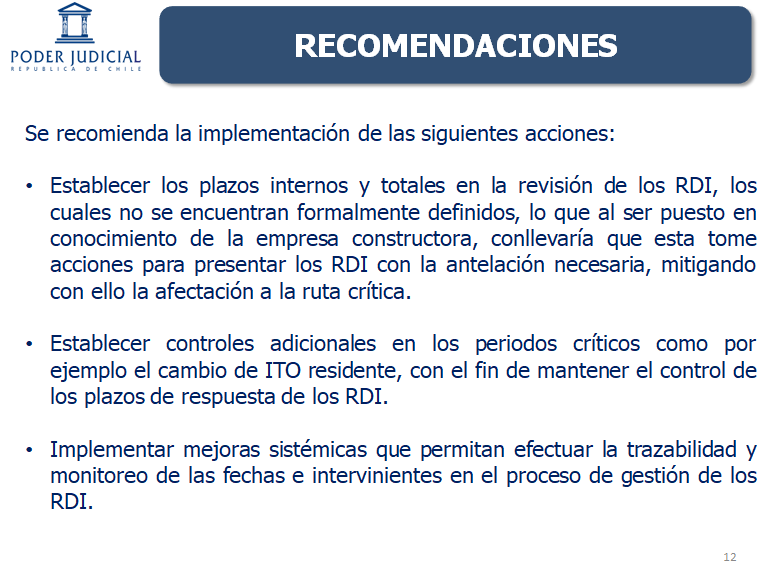 PODER JUDICIAL
REPUBLICA DE CHILE
RECOMENDACIONES
Se recomienda la implementación de las siguientes acciones:
• Establecer los plazos internos y totales en la revisión de los RDI, los
cuales no se encuentran formalmente definidos, lo que al ser puesto en
conocimiento de la empresa constructora, conllevaría que esta tome
acciones para presentar los RDI con la antelación necesaria, mitigando
con ello la afectación a la ruta crítica.
• Establecer controles adicionales en los periodos críticos como por
ejemplo el cambio de ITO residente, con el fin de mantener el control de
los plazos de respuesta de los RDI.
• Implementar mejoras sistémicas que permitan efectuar la trazabilidad y
monitoreo de las fechas e intervinientes en el proceso de gestión de los
RDI.
12